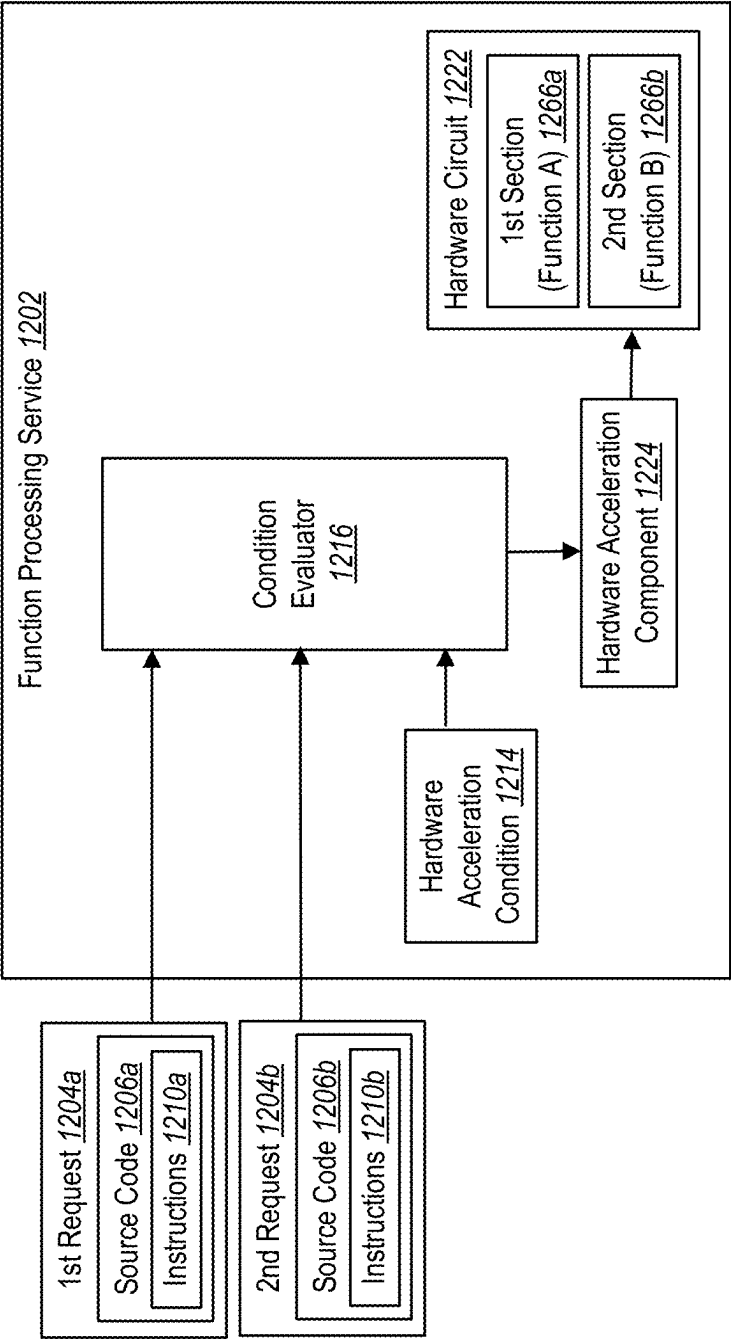 Function Processing Service 1202
1st Request 1204a
Source Code 1206a
Instructions 1210a
2nd Request 1204b
Source Code 1206b
Instructions 1210b
Condition
Evaluator
1216
Hardware
Acceleration
Condition 1214
Hardware Acceleration
Component 1224
Hardware Circuit 1222
1st Section
(Function A) 1266a
2nd Section
(Function B) 1266b